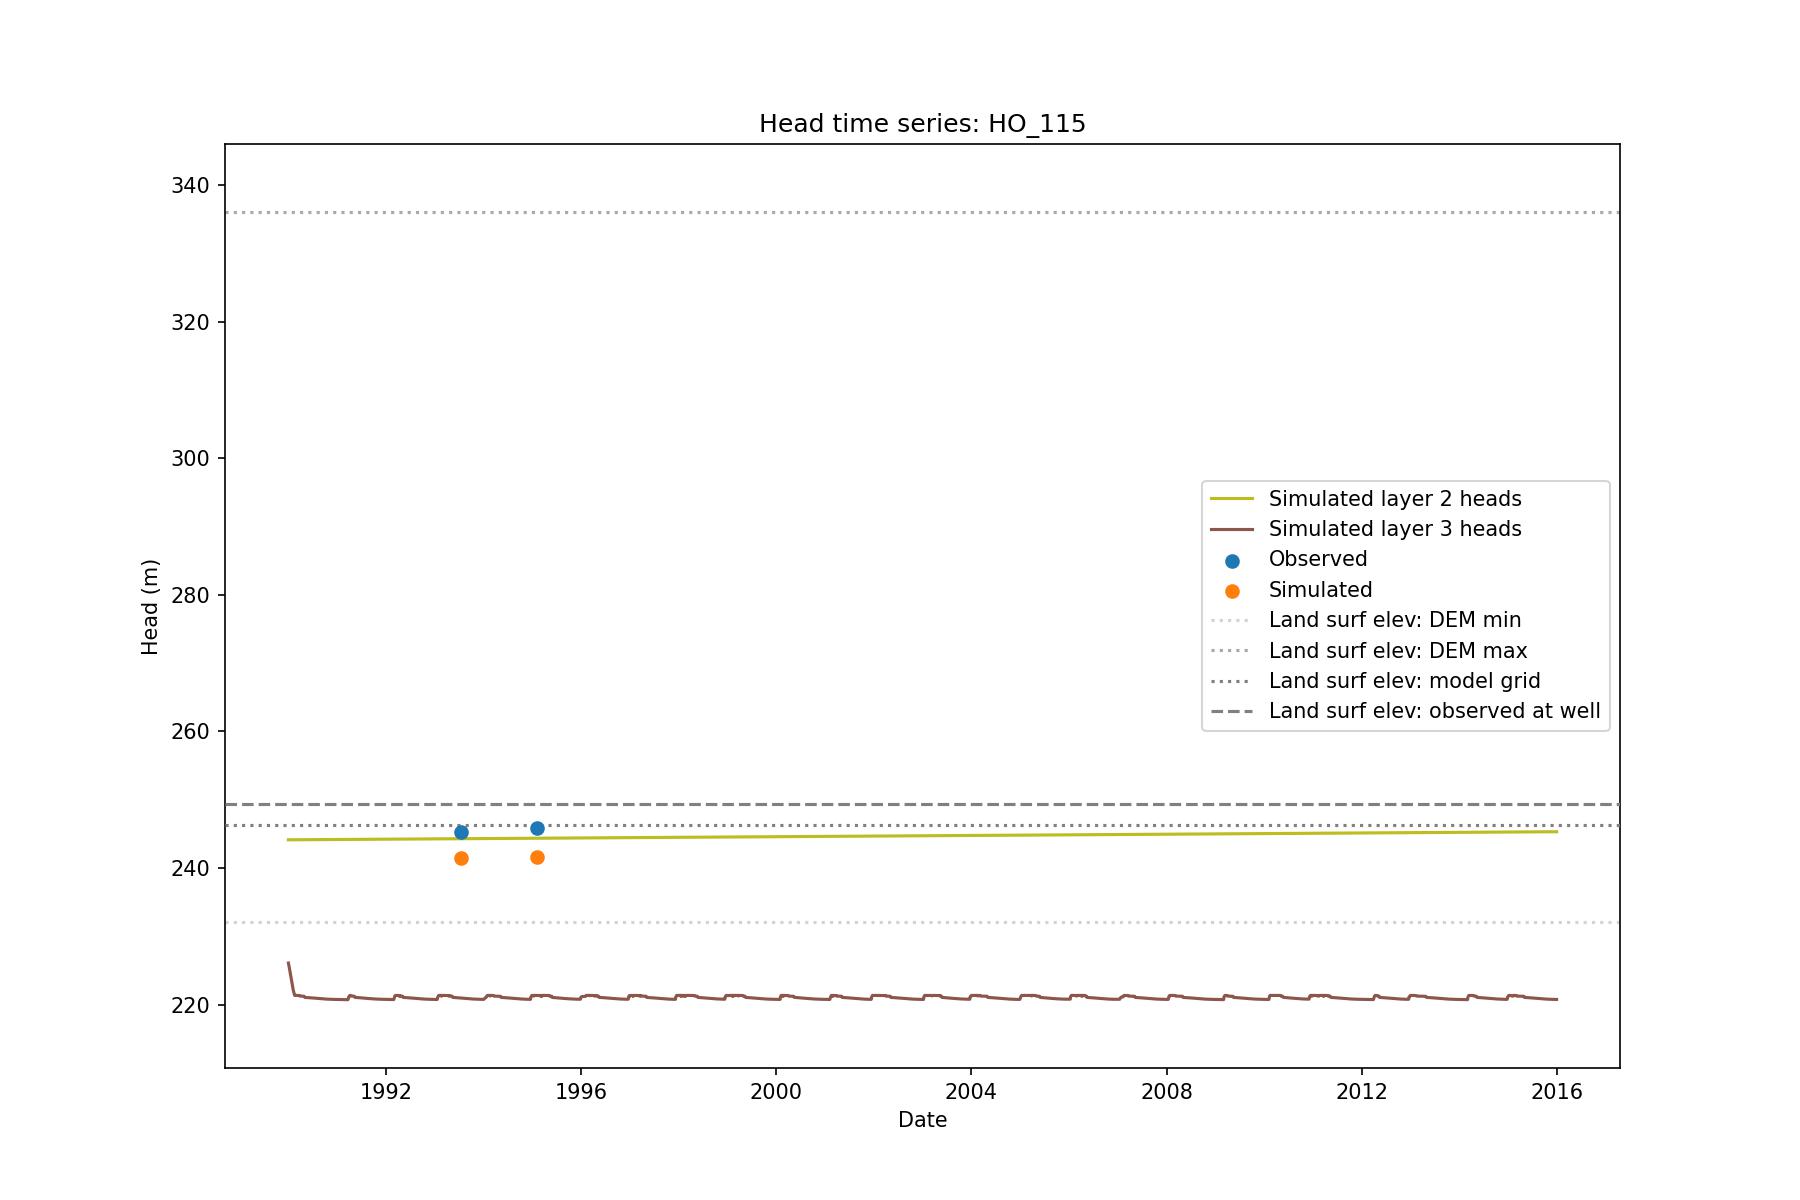 Head time series: HO_115
340
320
300
280
260
240
220
Head (m)
Simulated layer 2 heads
Simulated layer 3 heads
Observed
Simulated
Land surf elev: DEM min
Land surf elev: DEM max
Land surf elev: model grid
Land surf elev: observed at well
1992 1996 2000 2004 2008 2012 2016
Date